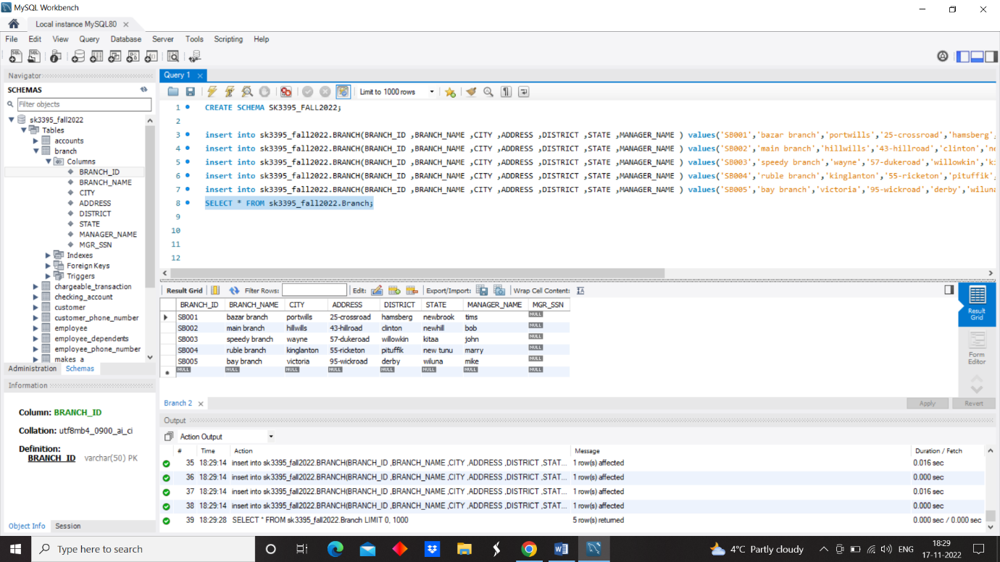 MySQL Workbench
Local instance MySQL80
File Edit View Query Database Server Tools Scripting Help
Navigator
SCHEMAS
Filter objects
sk3395_fall2022
Tables
accounts
branch
Columns
BRANCH_ID
BRANCH_NAME
CITY
ADDRESS
DISTRICT
STATE
MANAGER_NAME
MGR_SSN
Indexes
Foreign Keys
Triggers
chargeable_transaction
checking_account
customer
customer_phone_number
employee
employee_dependents
employee_phone_number
makes_a
Administration Schemas
Information
Column: BRANCH_ID
Collation: utf8mb4_0900_ai_ci
Definition:
BRANCH_ID varchar(50) PK
Object Info Session
Query 1
Limit to 1000 rows
1 CREATE SCHEMA SK3395_FALL2022;
2
3 insert into sk3395_fall2022.BRANCH(BRANCH_ID ,BRANCH_NAME ,CITY ,ADDRESS ,DISTRICT ,STATE ,MANAGER_NAME ) values('SB001','bazar branch','portwills','25-crossroad','hamsberg',
4 insert into sk3395_fall2022.BRANCH(BRANCH_ID ,BRANCH_NAME ,CITY ,ADDRESS ,DISTRICT ,STATE ,MANAGER_NAME ) values('SB002','main branch','hillwills','43-hillroad','clinton','ne
5 insert into sk3395_fall2022.BRANCH(BRANCH_ID ,BRANCH_NAME ,CITY ,ADDRESS ,DISTRICT ,STATE ,MANAGER_NAME ) values('SB003','speedy branch','wayne','57-dukeroad','willowkin','ki
6 insert into sk3395_fall2022.BRANCH(BRANCH_ID ,BRANCH_NAME ,CITY ,ADDRESS ,DISTRICT ,STATE ,MANAGER_NAME ) values('SB004','ruble branch','kinglanton','55-ricketon','pituffik',
7 insert into sk3395_fall2022.BRANCH(BRANCH_ID ,BRANCH_NAME ,CITY ,ADDRESS ,DISTRICT ,STATE ,MANAGER_NAME ) values('SB005','bay branch','victoria','95-wickroad','derby','wiluna
8 SELECT * FROM sk3395_fall2022.Branch;
9
10
11
12
Result Grid Filter Rows: Edit: Export/Import: Wrap Cell Content:
BRANCH_ID BRANCH_NAME CITY ADDRESS DISTRICT STATE MANAGER_NAME MGR_SSN
SB001 bazar branch portwills 25-crossroad hamsberg newbrook tims NULL
SB002 main branch hillwills 43-hillroad clinton newhill bob NULL
SB003 speedy branch wayne 57-dukeroad willowkin kitaa john NULL
SB004 ruble branch kinglanton 55-ricketon pituffik new tunu marry NULL
SB005 bay branch victoria 95-wickroad derby wiluna mike NULL
NULL NULL NULL NULL NULL NULL NULL NULL
Result
Grid
Form
Editor
Branch 2
Apply Revert
Output
Action Output
# Time Action Message Duration / Fetch
35 18:29:14 insert into sk3395_fall2022.BRANCH(BRANCH_ID ,BRANCH_NAME ,CITY ,ADDRESS ,DISTRICT ,STAT... 1 row(s) affected 0.016 sec
36 18:29:14 insert into sk3395_fall2022.BRANCH(BRANCH_ID ,BRANCH_NAME ,CITY ,ADDRESS ,DISTRICT ,STAT... 1 row(s) affected 0.000 sec
37 18:29:14 insert into sk3395_fall2022.BRANCH(BRANCH_ID ,BRANCH_NAME ,CITY ,ADDRESS ,DISTRICT ,STAT... 1 row(s) affected 0.016 sec
38 18:29:14 insert into sk3395_fall2022.BRANCH(BRANCH_ID ,BRANCH_NAME ,CITY ,ADDRESS ,DISTRICT ,STAT... 1 row(s) affected 0.000 sec
39 18:29:28 SELECT * FROM sk3395_fall2022.Branch LIMIT 0, 1000 5 row(s) returned 0.000 sec / 0.000 sec
Type here to search
4°C Partly cloudy
ENG
18:29
17-11-2022